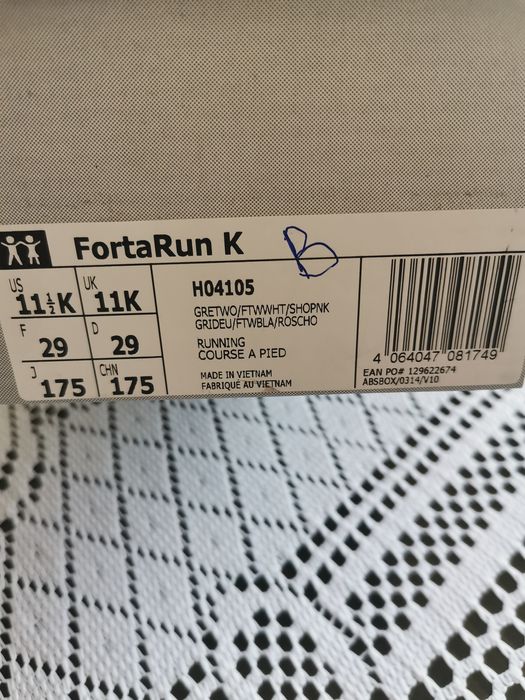 FortaRun K
B
US 11½K UK 11K
F 29 D 29
J 175 CHN 175
H04105
GRETWO/FTWWHT/SHOPNK
GRIDEU/FTWBLA/ROSCHO
RUNNING
COURSE A PIED
MADE IN VIETNAM
FABRIQUÉ AU VIETNAM
4 064047 081749
EAN PO# 129622674
ABSBOX/0314/V10